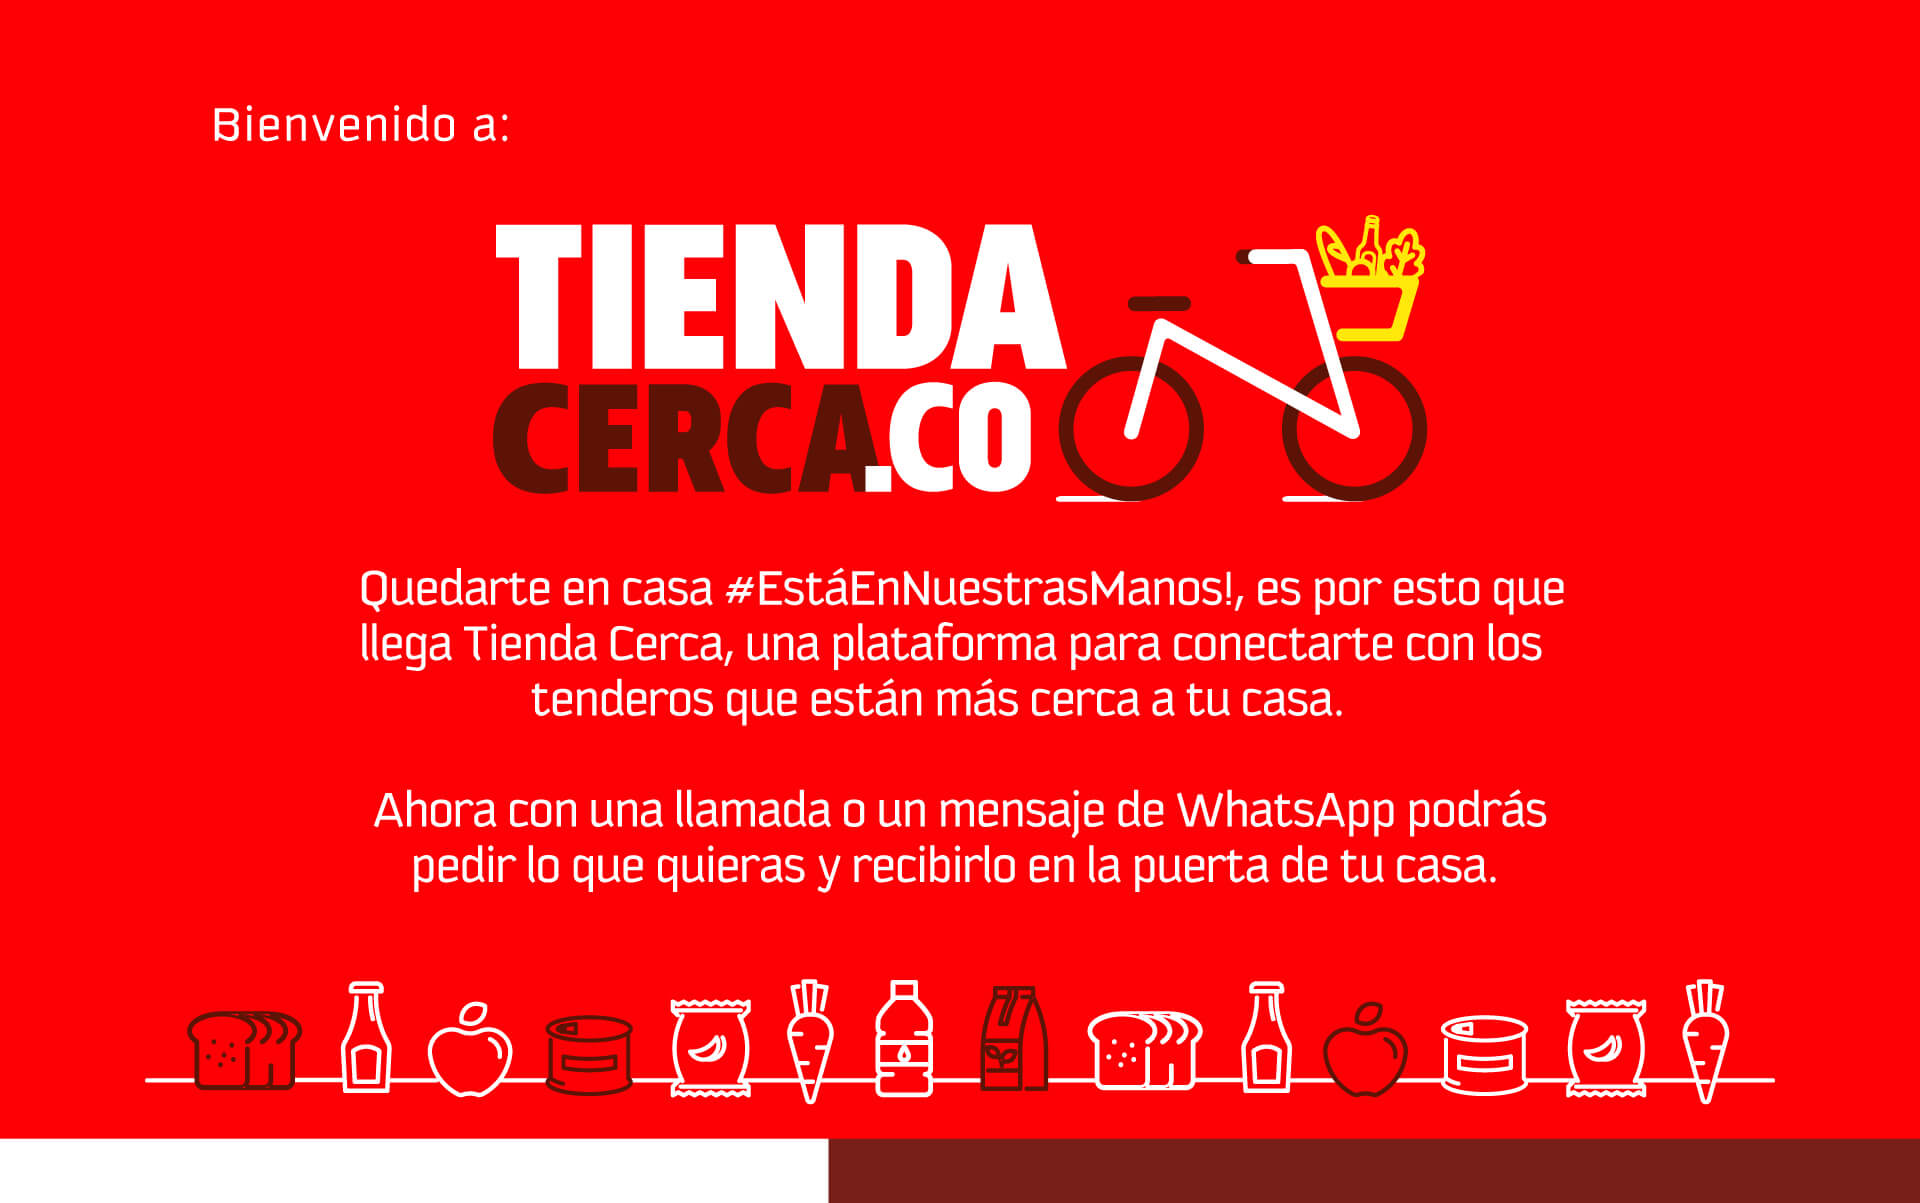 Bienvenido a:
TIENDA
CERCA.CO
Quedarte en casa #EstáEnNuestrasManos!, es por esto que
llega Tienda Cerca, una plataforma para conectarte con los
tenderos que están más cerca a tu casa.
Ahora con una llamada o un mensaje de WhatsApp podrás
pedir lo que quieras y recibirlo en la puerta de tu casa.